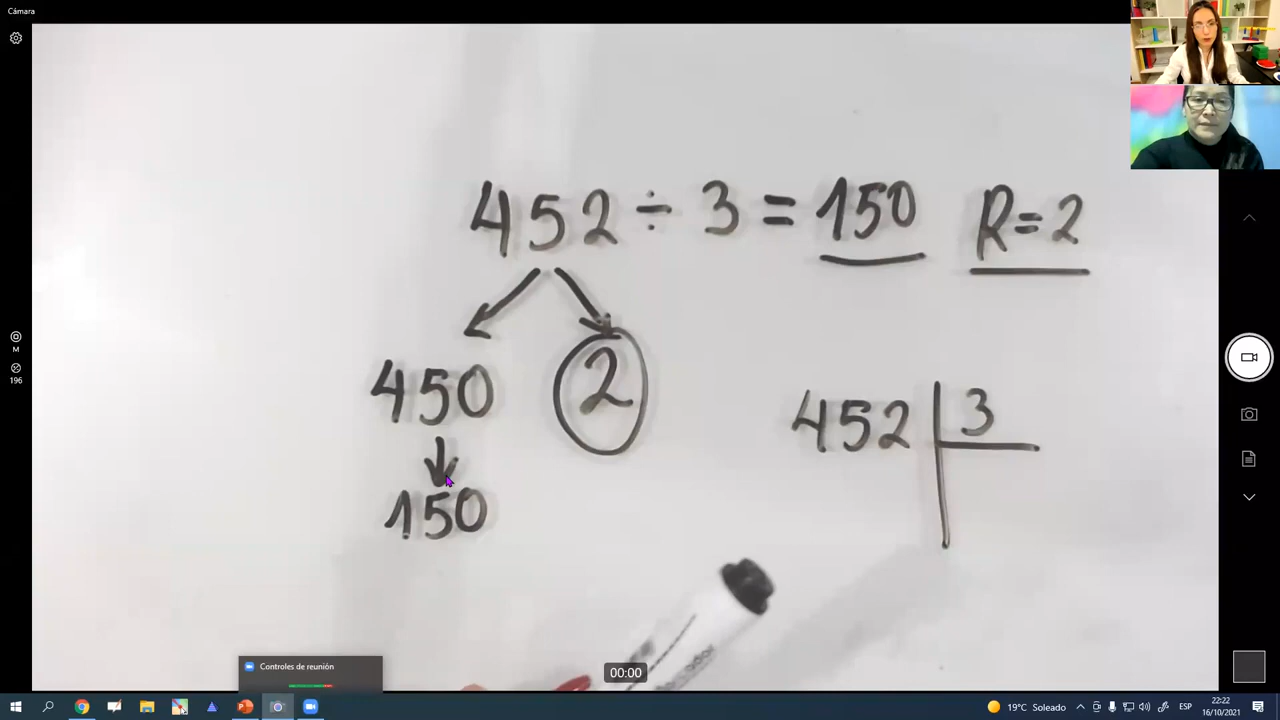 Cámara
452 ÷ 3 = 150 R = 2
450 2
150
452 3
M
196
Controles de reunión
00:00
19°C Soleado
ESP
22:22
16/10/2021